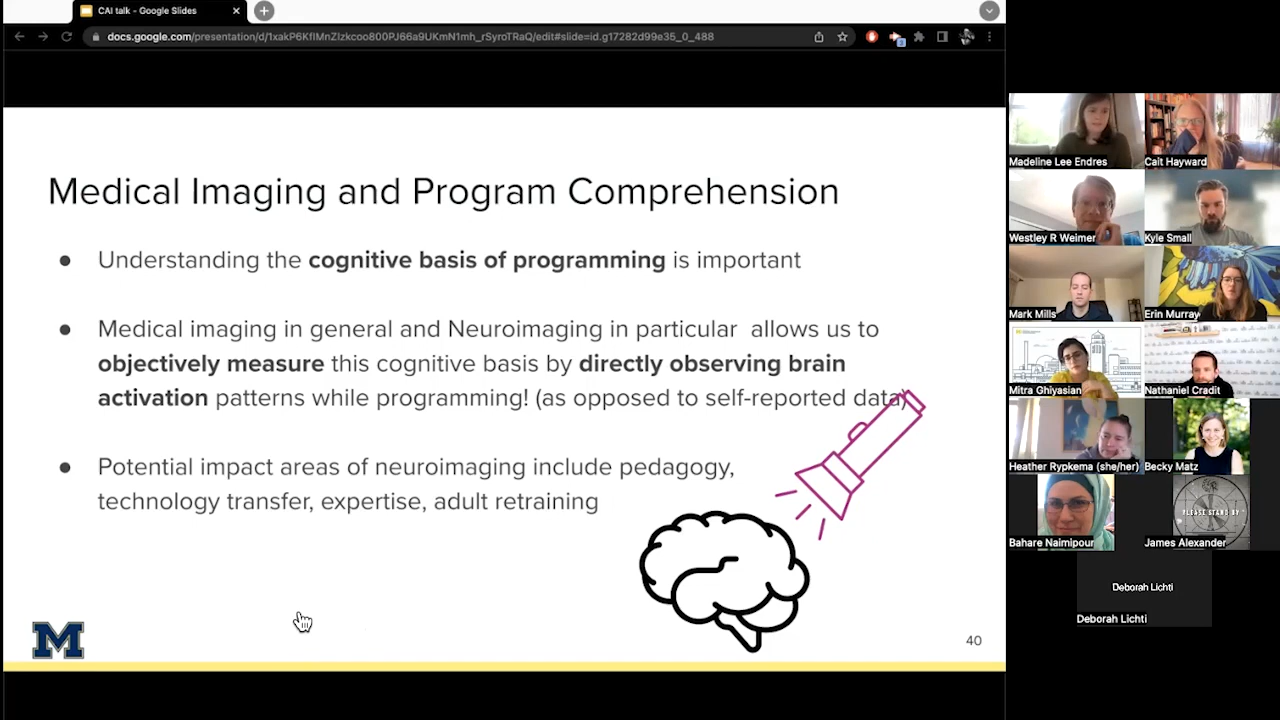 CAI talk - Google Slides
docs.google.com/presentation/d/1xakP6KflMnZlzkcoo800PJ66a9UKmN1mh_rSyroTRaQ/edit#slide=id.g17282d99e35_0_488
3
Medical Imaging and Program Comprehension
● Understanding the cognitive basis of programming is important
● Medical imaging in general and Neuroimaging in particular allows us to
objectively measure this cognitive basis by directly observing brain
activation patterns while programming! (as opposed to self-reported data)
● Potential impact areas of neuroimaging include pedagogy,
technology transfer, expertise, adult retraining
M
40
Madeline Lee Endres
Cait Hayward
Westley R Weimer
Kyle Small
Mark Mills
Erin Murray
Mitra Ghiyasian
Nathaniel Cradit
Heather Rypkema (she/her)
Becky Matz
Bahare Naimipour
PLEASE STAND BY
James Alexander
Deborah Lichti
Deborah Lichti